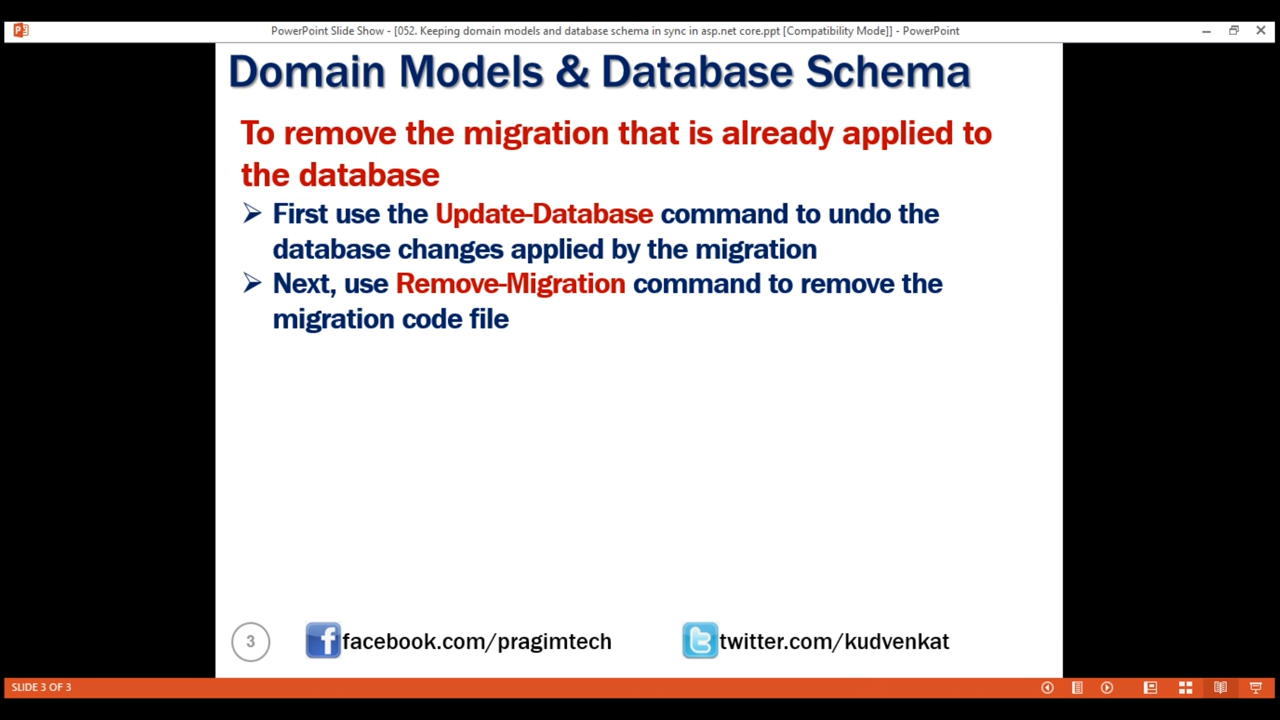 PowerPoint Slide Show - [052. Keeping domain models and database schema in sync in asp.net core.ppt [Compatibility Mode]] - PowerPoint
Domain Models & Database Schema
To remove the migration that is already applied to
the database
First use the Update-Database command to undo the
database changes applied by the migration
Next, use Remove-Migration command to remove the
migration code file
3
facebook.com/pragimtech
twitter.com/kudvenkat
SLIDE 3 OF 3